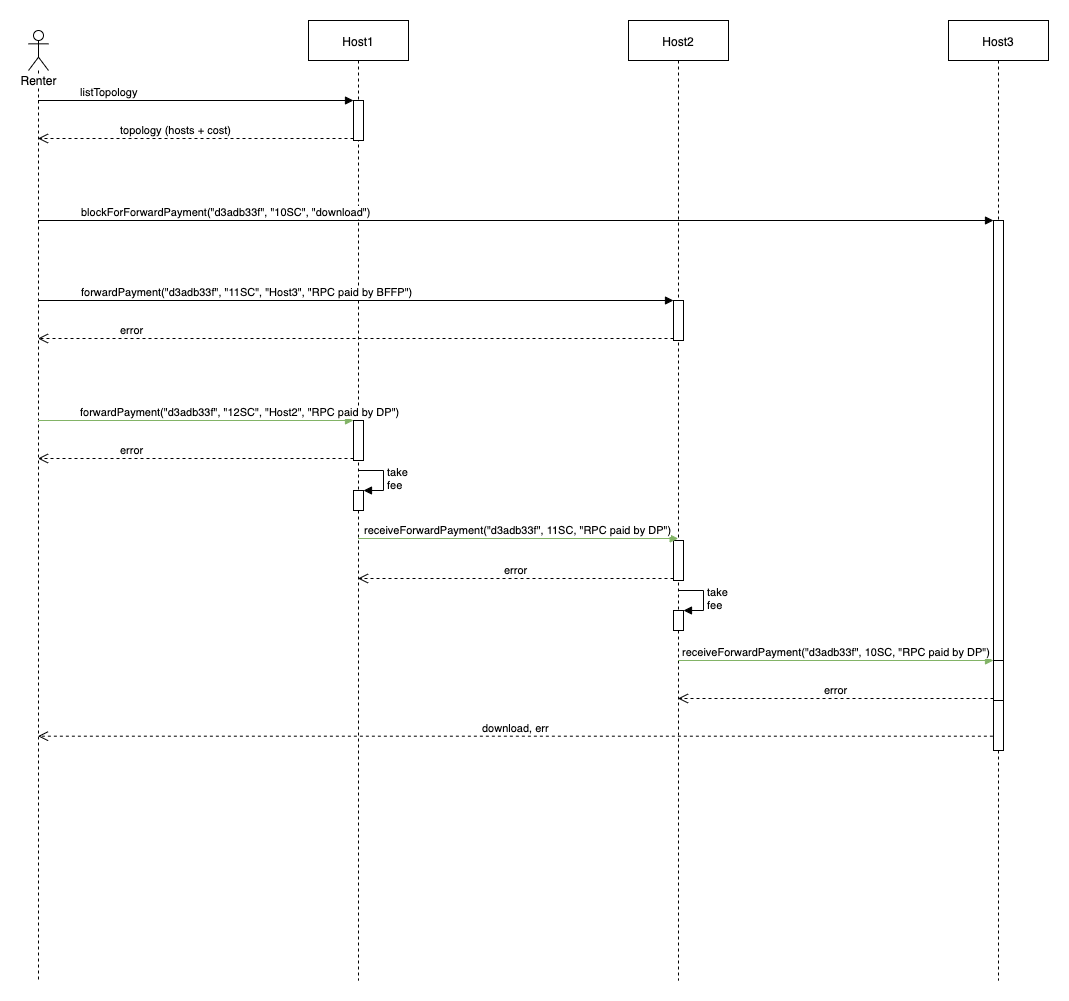 Host1
Host2
Host3
Renter
listTopology
topology (hosts + cost)
blockForForwardPayment("d3adb33f", "10SC", "download")
forwardPayment("d3adb33f", "11SC", "Host3", "RPC paid by BFFP")
error
forwardPayment("d3adb33f", "12SC", "Host2", "RPC paid by DP")
error
take
fee
receiveForwardPayment("d3adb33f", 11SC, "RPC paid by DP")
error
take
fee
receiveForwardPayment("d3adb33f", 10SC, "RPC paid by DP")
error
download, err